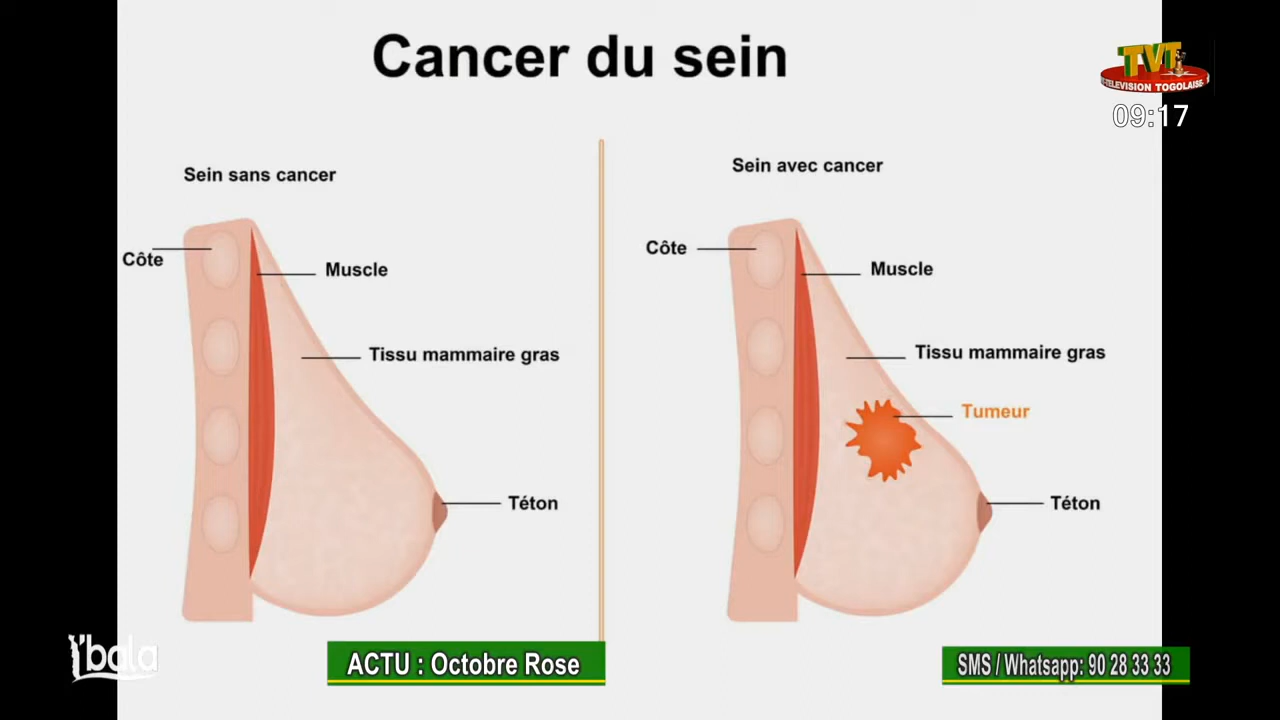 Cancer du sein
TVT
TELEVISION TOGOLAISE
09:17
Sein sans cancer
Côte
Muscle
Tissu mammaire gras
Téton
Sein avec cancer
Côte
Muscle
Tissu mammaire gras
Tumeur
Téton
l'bala
ACTU : Octobre Rose
SMS / Whatsapp: 90 28 33 33